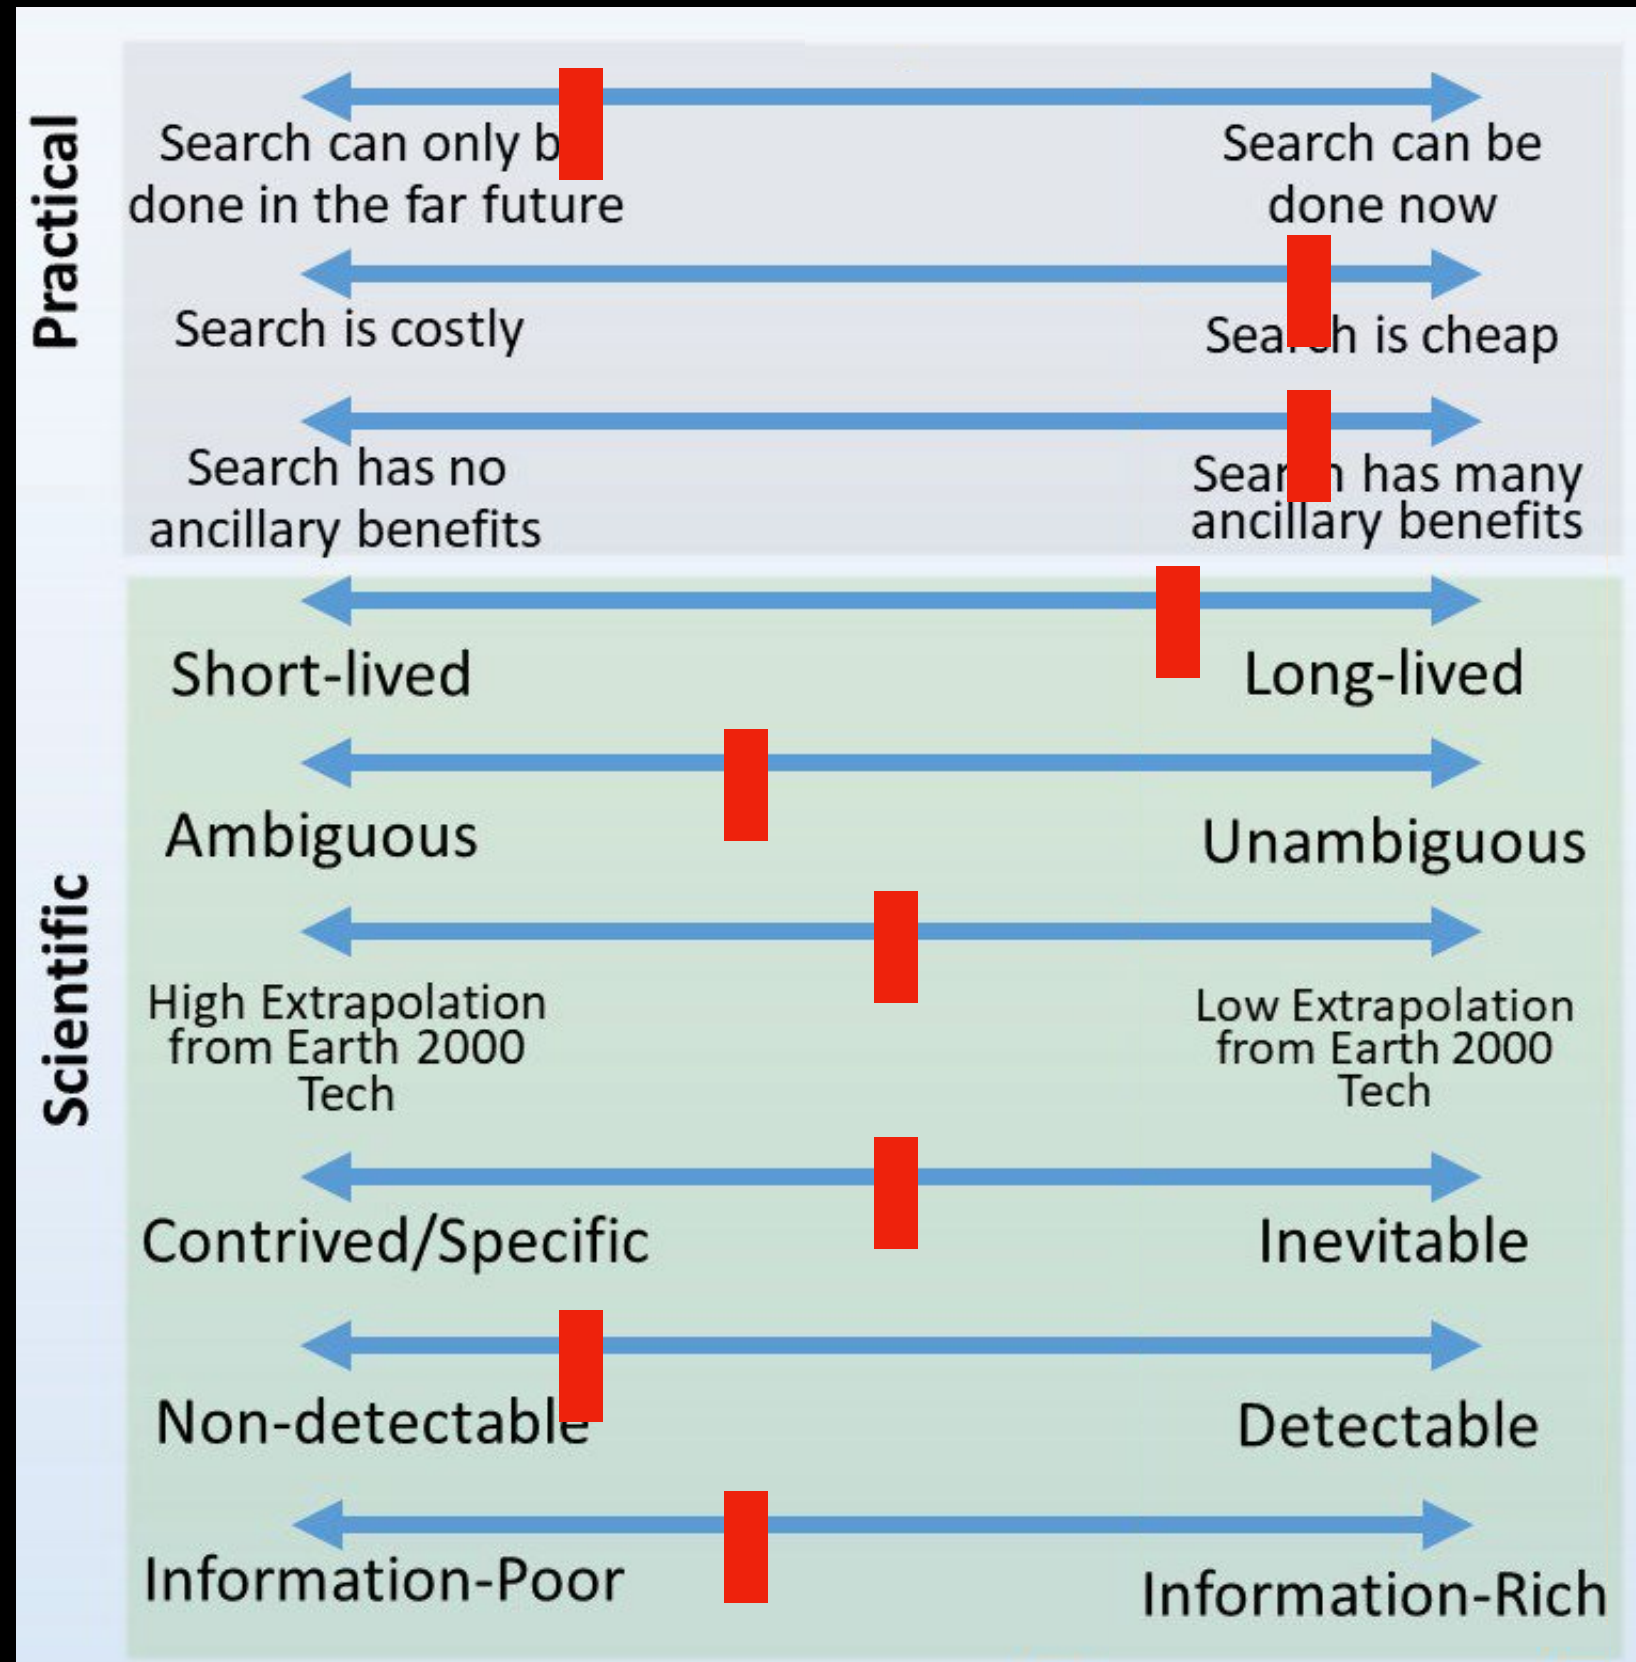 Practical
Search can only b
done in the far future
Search can be
done now
Search is costly
is cheap
Search has no
ancillary benefits
has many
ancillary benefits
Scientific
Short-lived
Long-lived
Ambiguous
Unambiguous
High Extrapolation
from Earth 2000
Tech
Low Extrapolation
from Earth 2000
Tech
Contrived/Specific
Inevitable
Non-detectable
Detectable
Information-Poor
Information-Rich